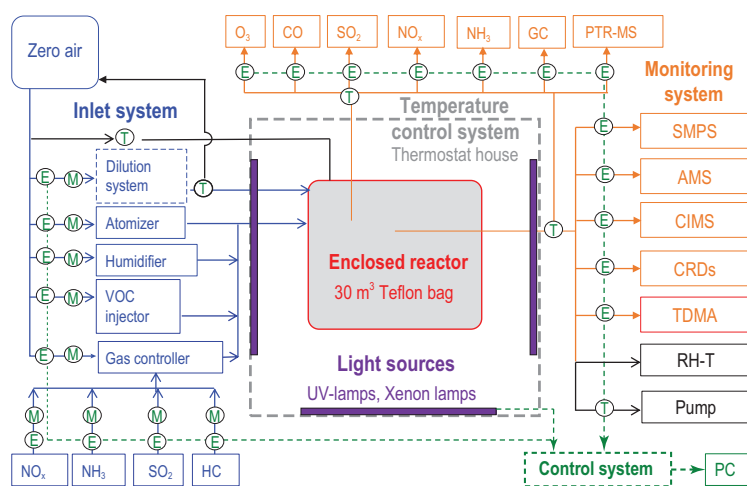 O₃
CO
SO₂
NOₓ
NH₃
GC
PTR-MS
E
E
E
E
E
E
E
T
Zero air
Inlet system
T
Temperature
control system
Thermostat house
Monitoring
system
E
SMPS
E
M
Dilution
system
T
E
AMS
E
M
Atomizer
T
E
CIMS
E
M
Humidifier
Enclosed reactor
30 m³ Teflon bag
E
CRDs
E
M
VOC
injector
E
TDMA
E
M
Gas controller
Light sources
UV-lamps, Xenon lamps
RH-T
T
Pump
M
M
M
M
E
E
E
E
NOₓ
NH₃
SO₂
HC
Control system
PC